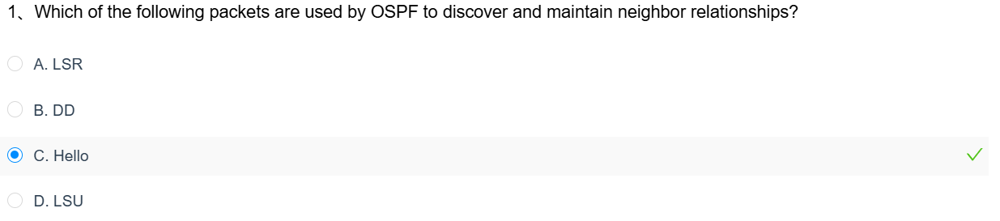 1、Which of the following packets are used by OSPF to discover and maintain neighbor relationships?
A. LSR
B. DD
C. Hello
D. LSU